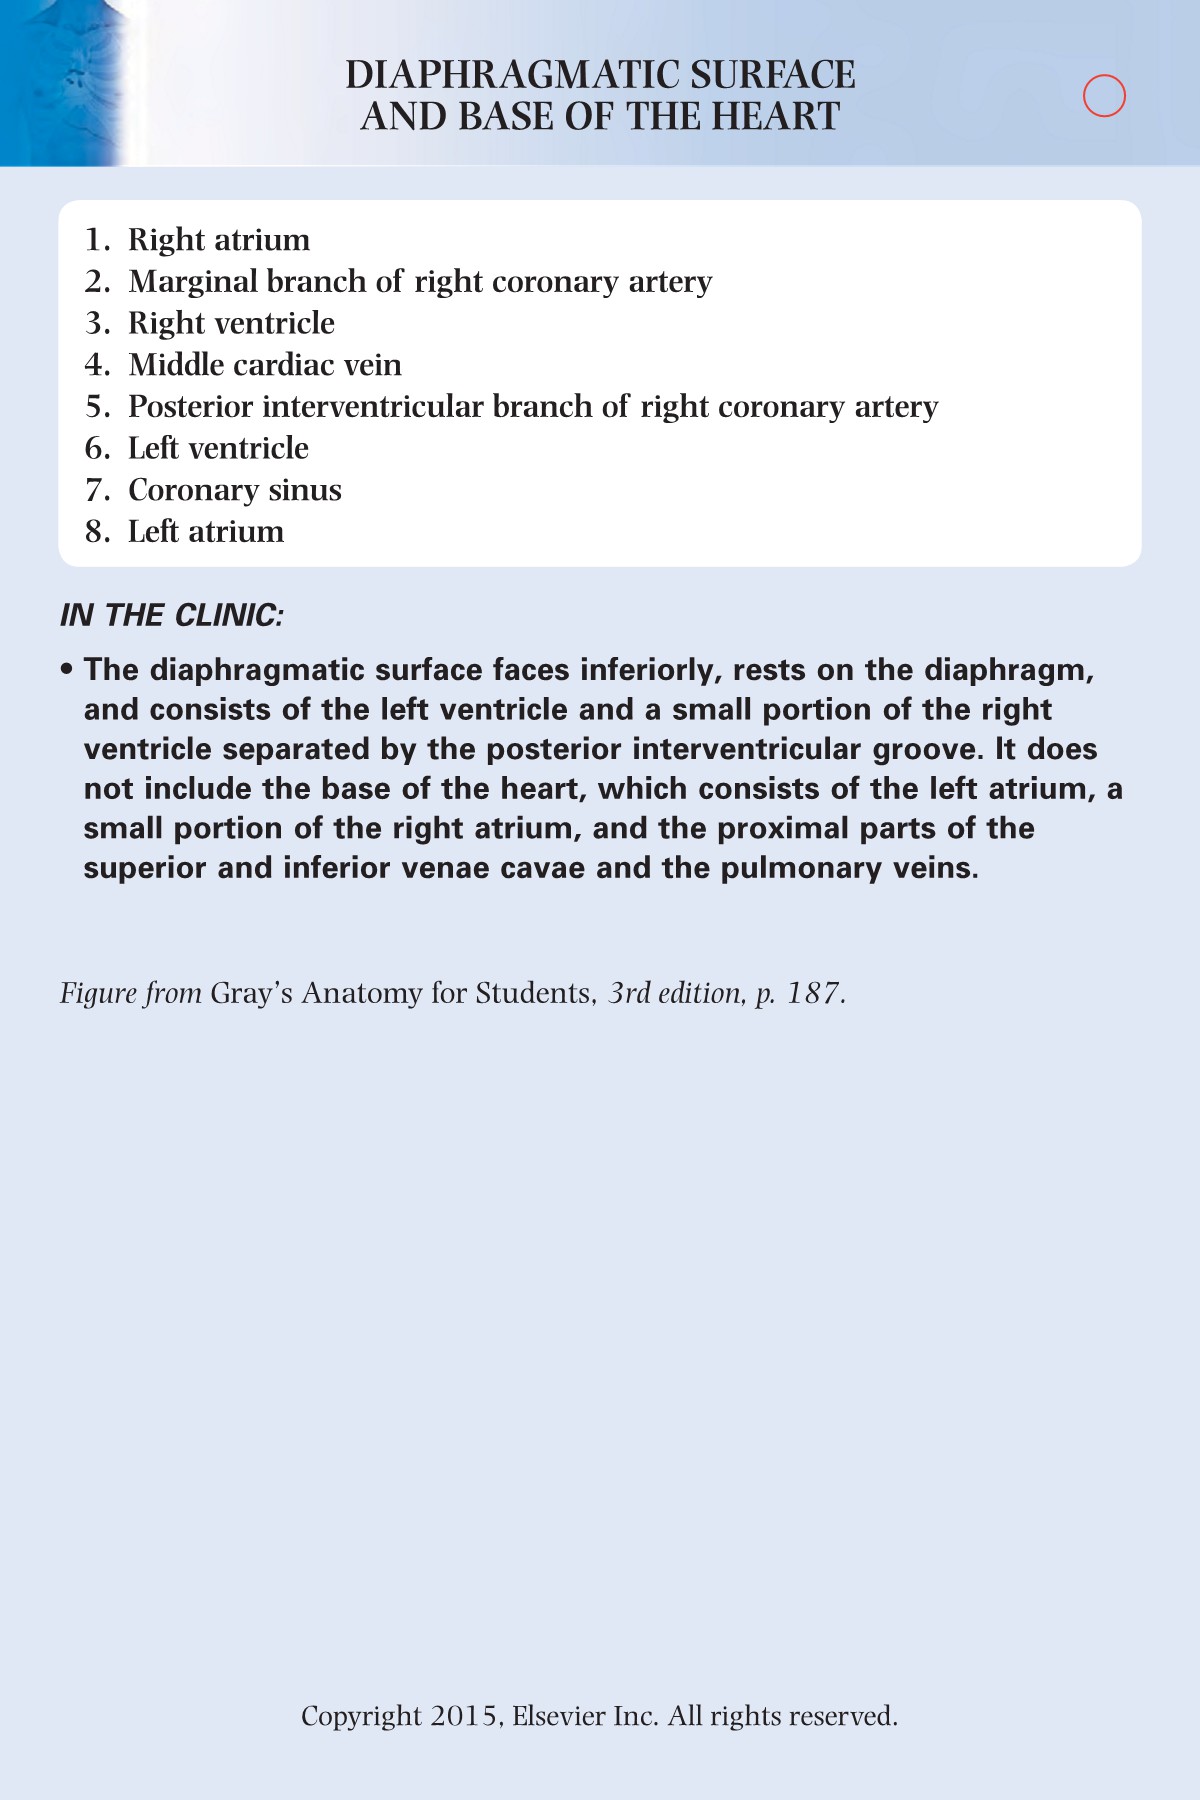 DIAPHRAGMATIC SURFACE
AND BASE OF THE HEART
1. Right atrium
2. Marginal branch of right coronary artery
3. Right ventricle
4. Middle cardiac vein
5. Posterior interventricular branch of right coronary artery
6. Left ventricle
7. Coronary sinus
8. Left atrium
IN THE CLINIC:
• The diaphragmatic surface faces inferiorly, rests on the diaphragm,
and consists of the left ventricle and a small portion of the right
ventricle separated by the posterior interventricular groove. It does
not include the base of the heart, which consists of the left atrium, a
small portion of the right atrium, and the proximal parts of the
superior and inferior venae cavae and the pulmonary veins.
Figure from Gray’s Anatomy for Students, 3rd edition, p. 187.
Copyright 2015, Elsevier Inc. All rights reserved.